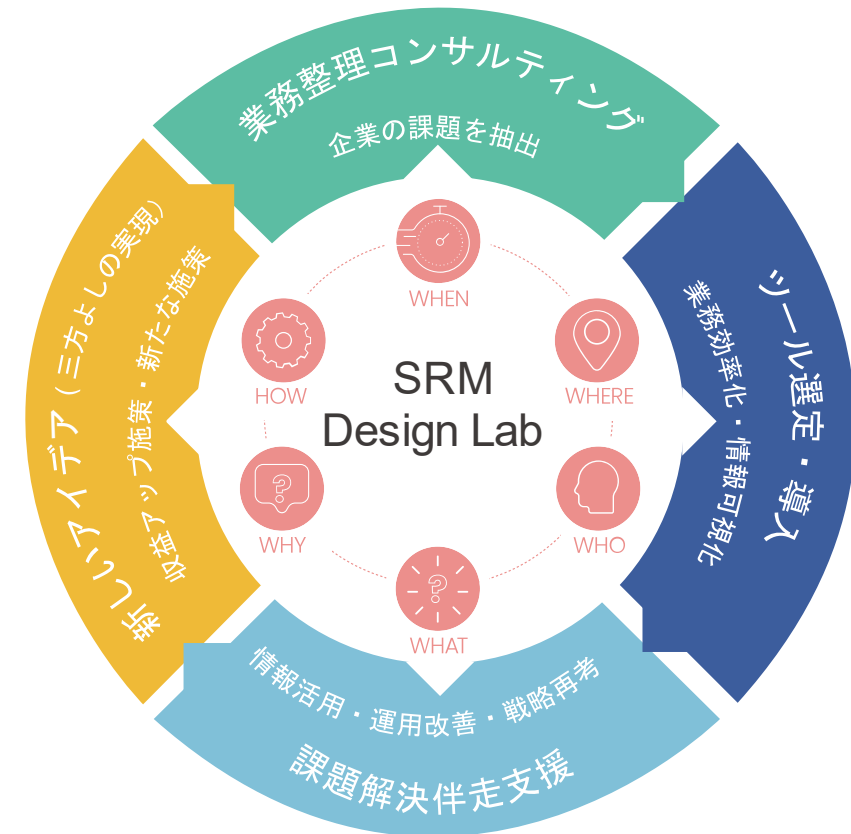 業務整理コンサルティング
企業の課題を抽出
ツール選定・導入
業務効率化・情報可視化
情報活用・運用改善・戦略再考
課題解決伴走支援
新しいアイデア（三方よしの実現）
収益アップ施策・新たな施策
WHEN
WHERE
WHO
WHAT
WHY
HOW
SRM
Design Lab